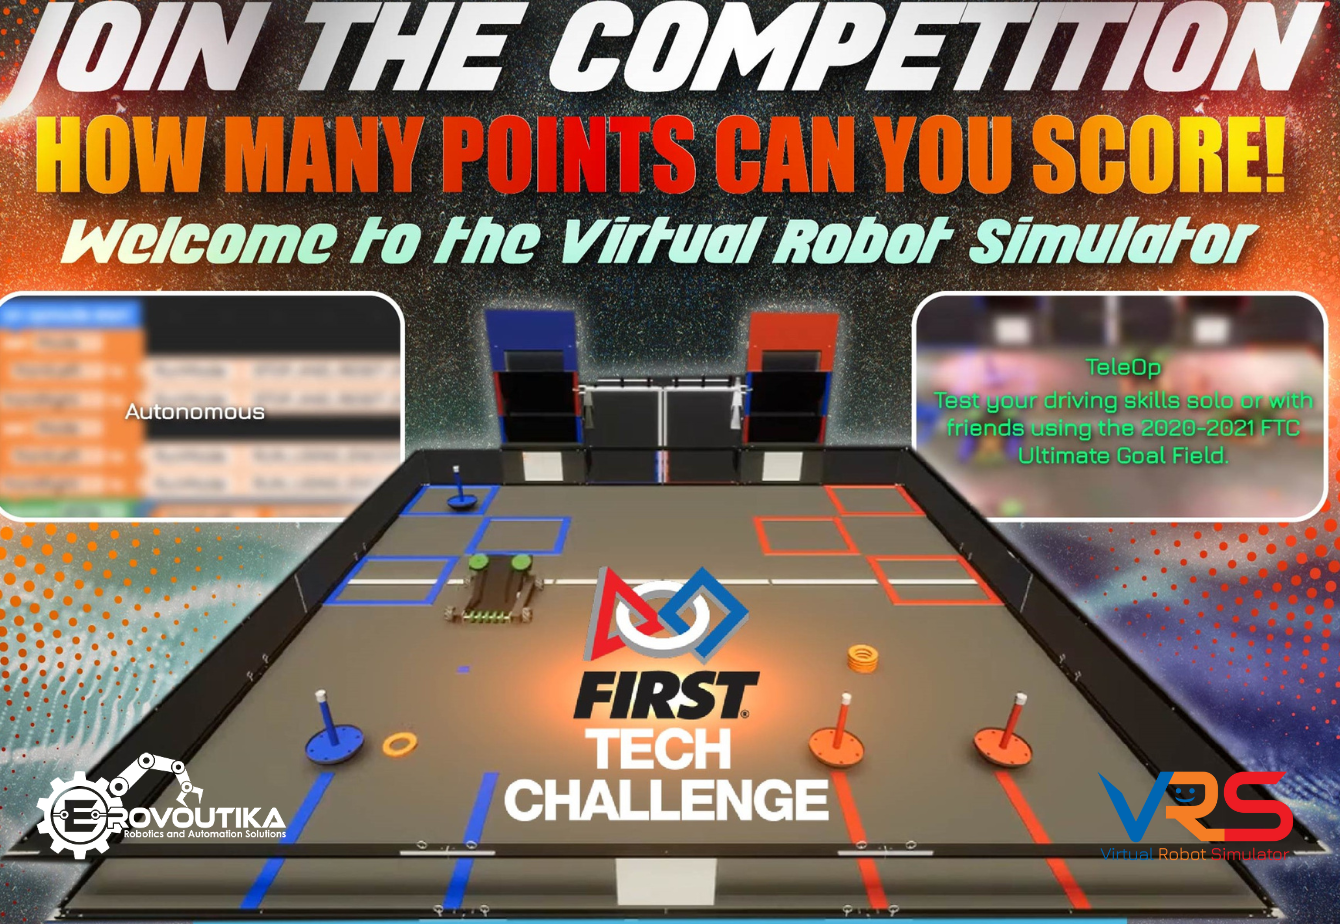 JOIN THE COMPETITION
HOW MANY POINTS CAN YOU SCORE!
Welcome to the Virtual Robot Simulator
Autonomous
TeleOp
Test your driving skills solo or with
friends using the 2020-2021 FTC
Ultimate Goal Field.
FIRST®
TECH
CHALLENGE
EROVOUTIKA
Robotics and Automation Solutions
VRS
Virtual Robot Simulator